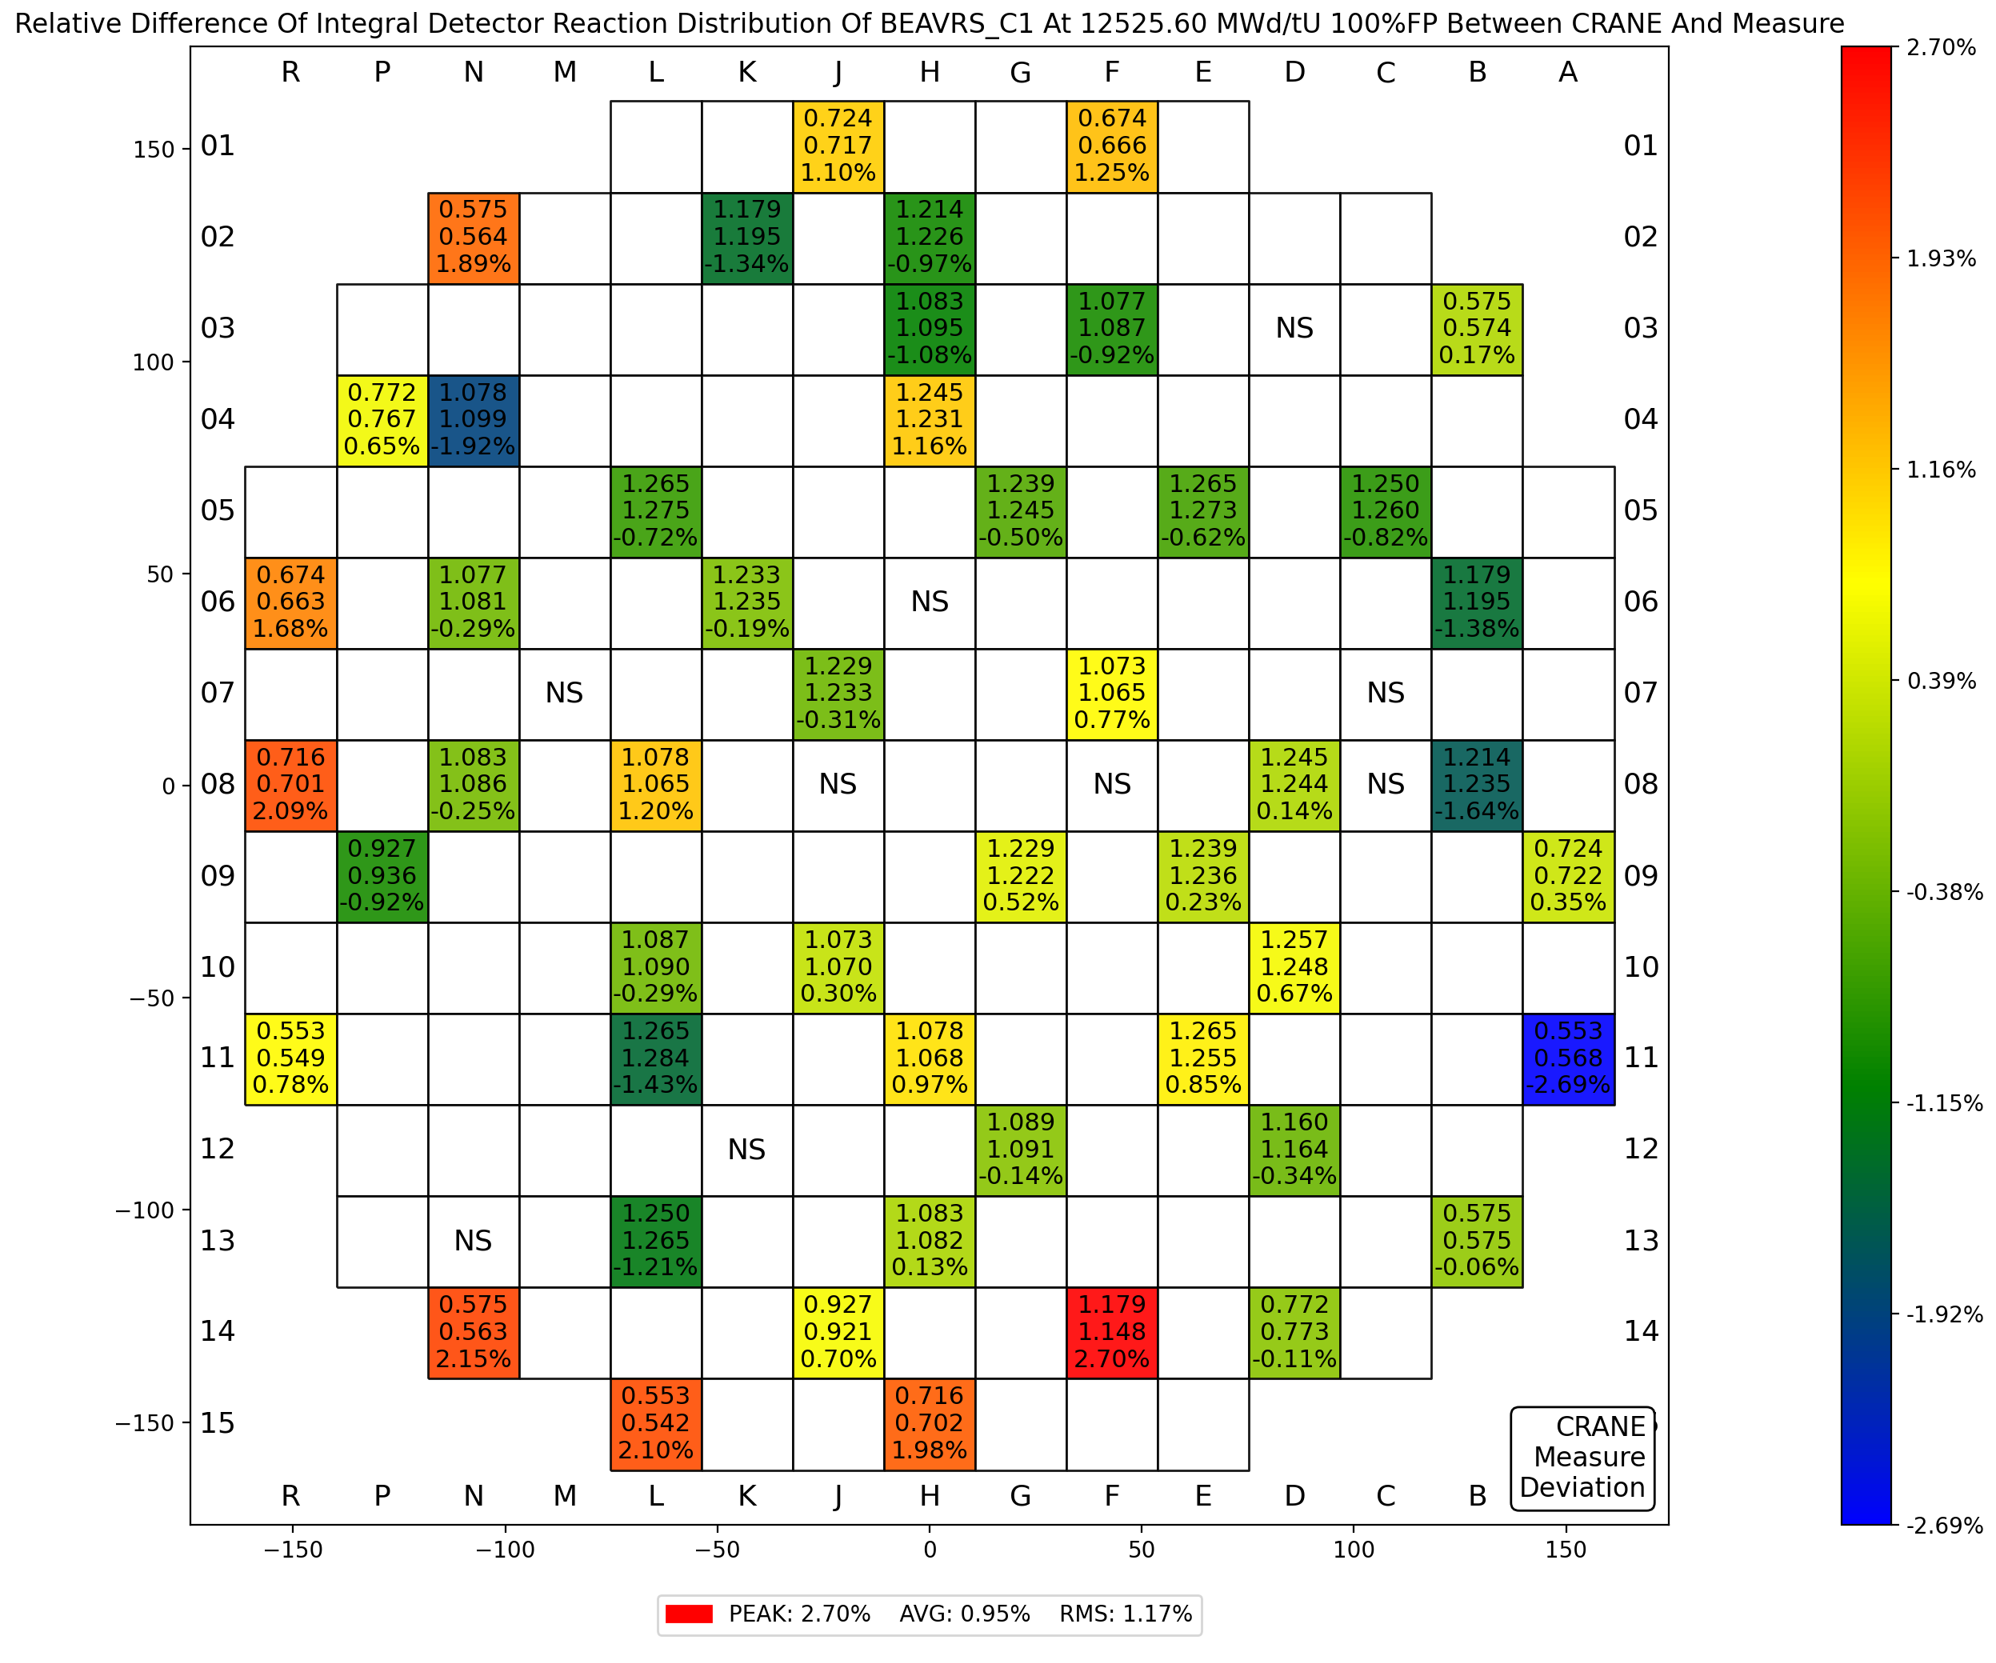 Relative Difference Of Integral Detector Reaction Distribution Of BEAVRS_C1 At 12525.60 MWd/tU 100%FP Between CRANE And Measure
R P N M L K J H G F E D C B A
2.70%
150 01 0.724 0.674 01
0.717 0.666
1.10% 1.25%
02 0.575 1.179 1.214 02
0.564 1.195 1.226
1.89% -1.34% -0.97%
1.93%
03 1.083 1.077 NS 0.575 03
1.095 1.087 0.574
100 -1.08% -0.92% 0.17%
04 0.772 1.078 1.245 04
0.767 1.099 1.231
0.65% -1.92% 1.16%
1.16%
05 1.265 1.239 1.265 1.250 05
1.275 1.245 1.273 1.260
-0.72% -0.50% -0.62% -0.82%
50 06 0.674 1.077 1.233 NS 1.179 06
0.663 1.081 1.235 1.195
1.68% -0.29% -0.19% -1.38%
07 NS 1.229 1.073 NS 07
1.233 1.065
-0.31% 0.77%
0.39%
0 08 0.716 1.083 1.078 NS NS 1.245 NS 1.214 08
0.701 1.086 1.065 1.244 1.235
2.09% -0.25% 1.20% 0.14% -1.64%
09 0.927 1.229 1.239 0.724 09
0.936 1.222 1.236 0.722
-0.92% 0.52% 0.23% 0.35%
-0.38%
10 1.087 1.073 1.257 10
1.090 1.070 1.248
−50 -0.29% 0.30% 0.67%
11 0.553 1.265 1.078 1.265 0.553 11
0.549 1.284 1.068 1.255 0.568
0.78% -1.43% 0.97% 0.85% -2.69%
-1.15%
12 NS 1.089 1.160 12
1.091 1.164
-0.14% -0.34%
−100 13 NS 1.250 1.083 0.575 13
1.265 1.082 0.575
-1.21% 0.13% -0.06%
-1.92%
14 0.575 0.927 1.179 0.772 14
0.563 0.921 1.148 0.773
2.15% 0.70% 2.70% -0.11%
−150 15 0.553 0.716
0.542 0.702
2.10% 1.98%
CRANE
Measure
Deviation
R P N M L K J H G F E D C B
-2.69%
−150 −100 −50 0 50 100 150
PEAK: 2.70% AVG: 0.95% RMS: 1.17%